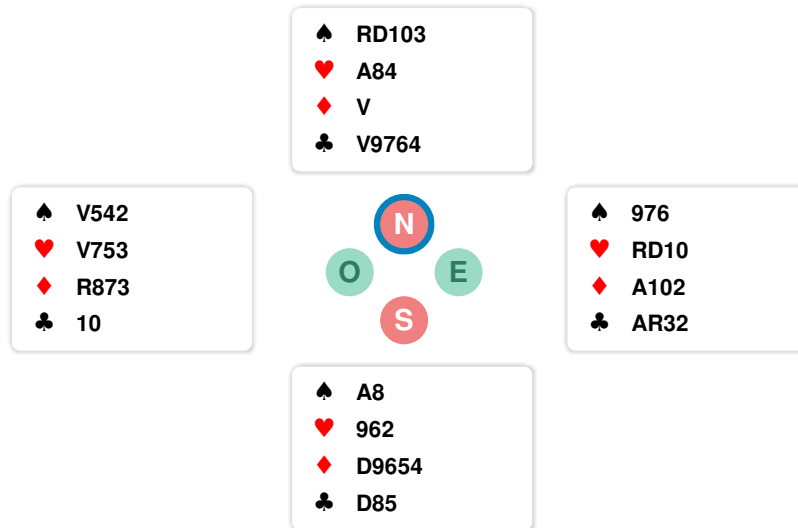 ♠ RD103
♥ A84
♦ V
♣ V9764
♠ V542
♥ V753
♦ R873
♣ 10
N
O E
S
♠ 976
♥ RD10
♦ A102
♣ AR32
♠ A8
♥ 962
♦ D9654
♣ D85